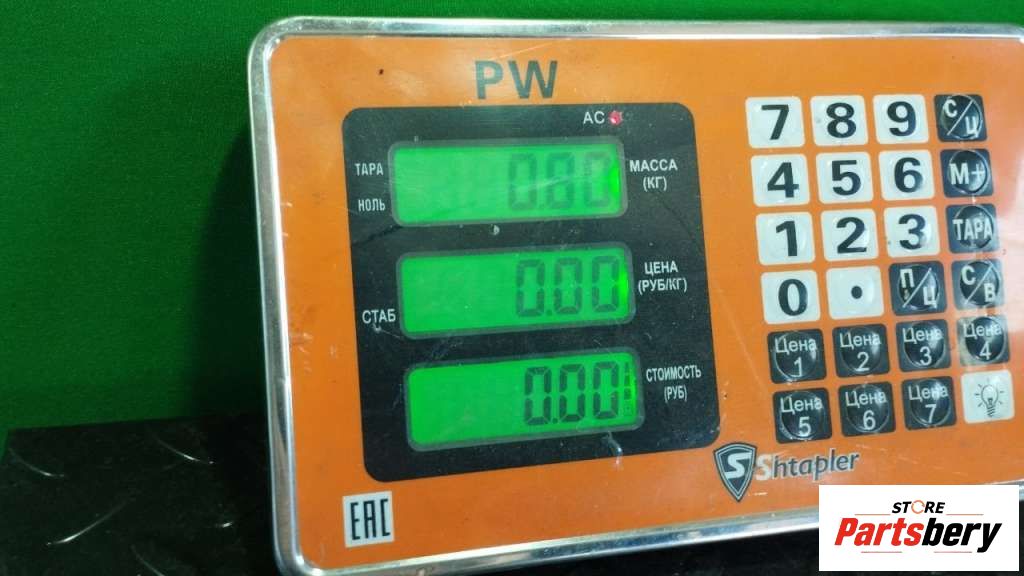 PW
AC
ТАРА
НОЛЬ
0.80
МАССА
(КГ)
СТАБ
0.00
ЦЕНА
(РУБ/КГ)
0.00
СТОИМОСТЬ
(РУБ)
7 8 9 С/Ц
4 5 6 М+
1 2 3 ТАРА
0 . П/Ц С/В
Цена 1 Цена 2 Цена 3 Цена 4
Цена 5 Цена 6 Цена 7
S Shtapler
EAC
STORE
Partsbery